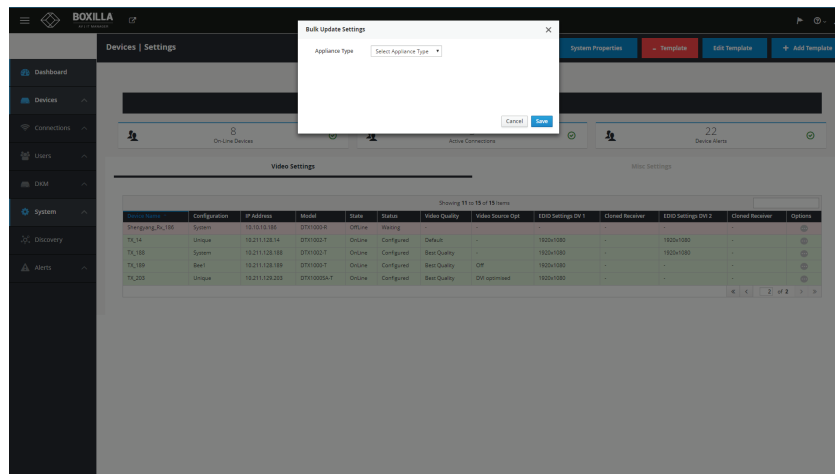 BOXILLA
Bulk Update Settings
Appliance Type
Select Appliance Type
Cancel
Save
Devices | Settings
System Properties
Template
Edit Template
+ Add Template
Dashboard
Devices
Connections
Users
DKM
System
Discovery
Alerts
8
On-Line Devices
Active Connections
22
Device Alerts
Video Settings
Misc Settings
Showing 11 to 15 of 15 items
Device Name Configuration IP Address Model State Status Video Quality Video Source Opt EDID Settings DV 1 Cloned Receiver EDID Settings DVI 2 Cloned Receiver Options
Shengyang_Rx_186 System 10.10.10.186 DTX1000-R OffLine Waiting - - - - - -
TX_14 Unique 10.211.128.14 DTX1002-T OnLine Configured Default - 1920x1080 - 1920x1080 -
TX_188 System 10.211.128.188 DTX1002-T OnLine Configured Best Quality - 1920x1080 - 1920x1080 -
TX_189 10.211.128.189 DTX1000-T OnLine Configured Best Quality Off 1920x1080 - - -
TX_203 Unique 10.211.128.203 DTX1000SA-T OnLine Configured Best Quality DVI optimised 1920x1080 - - -
2 of 2